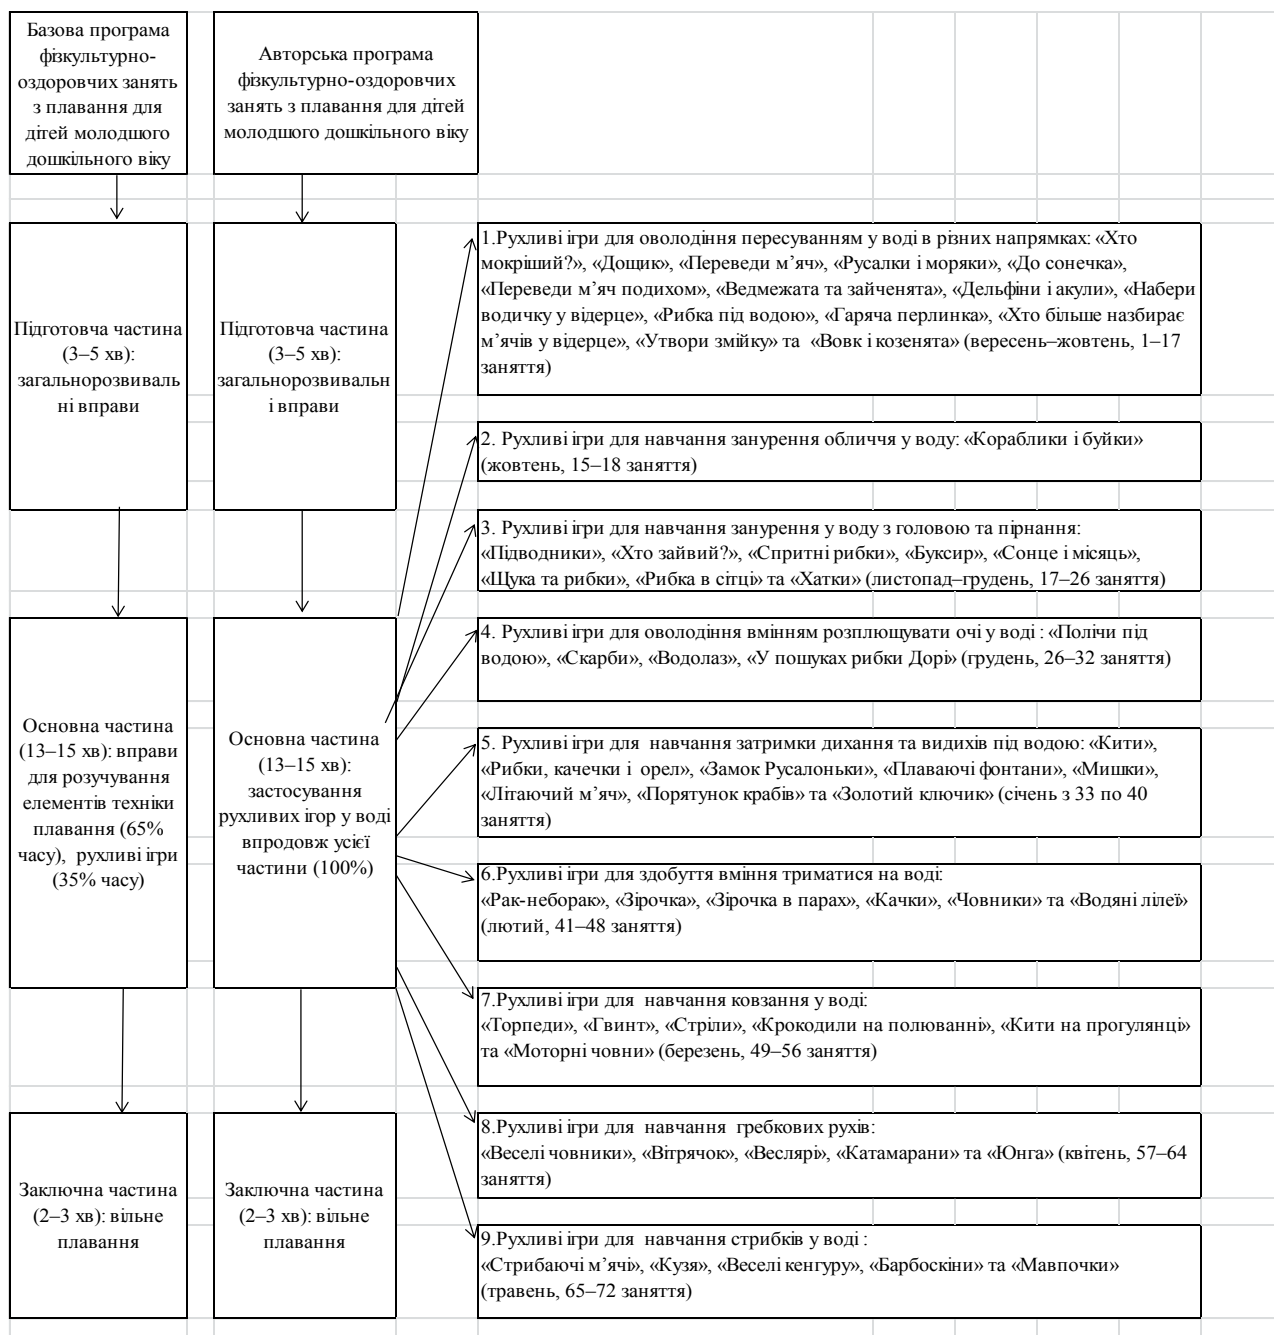 Базова програма
фізкультурно-
оздоровчих занять
з плавання для
дітей молодшого
дошкільного віку
Авторська програма
фізкультурно-оздоровчих
занять з плавання для дітей
молодшого дошкільного віку
Підготовча частина
(3–5 хв):
загальнорозвиваль
ні вправи
Підготовча частина
(3–5 хв):
загальнорозвивальн
і вправи
1.Рухливі ігри для оволодіння пересуванням у воді в різних напрямках: «Хто
мокріший?», «Дощик», «Переведи м’яч», «Русалки і моряки», «До сонечка»,
«Переведи м’яч подихом», «Ведмежата та зайченята», «Дельфіни і акули», «Набери
водичку у відерце», «Рибка під водою», «Гаряча перлинка», «Хто більше назбирає
м’ячів у відерце», «Утвори змійку» та «Вовк і козенята» (вересень–жовтень, 1–17
заняття)
2. Рухливі ігри для навчання занурення обличчя у воду: «Кораблики і буйки»
(жовтень, 15–18 заняття)
3. Рухливі ігри для навчання занурення у воду з головою та пірнання:
«Підводники», «Хто зайвий?», «Спритні рибки», «Буксир», «Сонце і місяць»,
«Щука та рибки», «Рибка в сітці» та «Хатки» (листопад–грудень, 17–26 заняття)
Основна частина
(13–15 хв): вправи
для розучування
елементів техніки
плавання (65%
часу), рухливі ігри
(35% часу)
Основна частина
(13–15 хв):
застосування
рухливих ігор у воді
впродовж усієї
частини (100%)
4. Рухливі ігри для оволодіння вмінням розплющувати очі у воді : «Полічи під
водою», «Скарби», «Водолаз», «У пошуках рибки Дорі» (грудень, 26–32 заняття)
5. Рухливі ігри для навчання затримки дихання та видихів під водою: «Кити»,
«Рибки, качечки і орел», «Замок Русалоньки», «Плаваючі фонтани», «Мишки»,
«Літаючий м’яч», «Порятунок крабів» та «Золотий ключик» (січень з 33 по 40
заняття)
6.Рухливі ігри для здобуття вміння триматися на воді:
«Рак-неборак», «Зірочка», «Зірочка в парах», «Качки», «Човники» та «Водяні лілеї»
(лютий, 41–48 заняття)
7.Рухливі ігри для навчання ковзання у воді:
«Торпеди», «Гвинт», «Стріли», «Крокодили на полюванні», «Кити на прогулянці»
та «Моторні човни» (березень, 49–56 заняття)
Заключна частина
(2–3 хв): вільне
плавання
Заключна частина
(2–3 хв): вільне
плавання
8.Рухливі ігри для навчання гребкових рухів:
«Веселі човники», «Вітрячок», «Веслярі», «Катамарани» та «Юнга» (квітень, 57–64
заняття)
9.Рухливі ігри для навчання стрибків у воді :
«Стрибаючі м’ячі», «Кузя», «Веселі кенгуру», «Барбоскіни» та «Мавпочки»
(травень, 65–72 заняття)